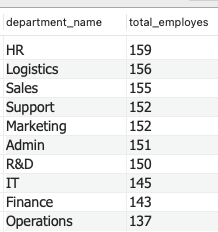 department_name total_employes
HR 159
Logistics 156
Sales 155
Support 152
Marketing 152
Admin 151
R&D 150
IT 145
Finance 143
Operations 137